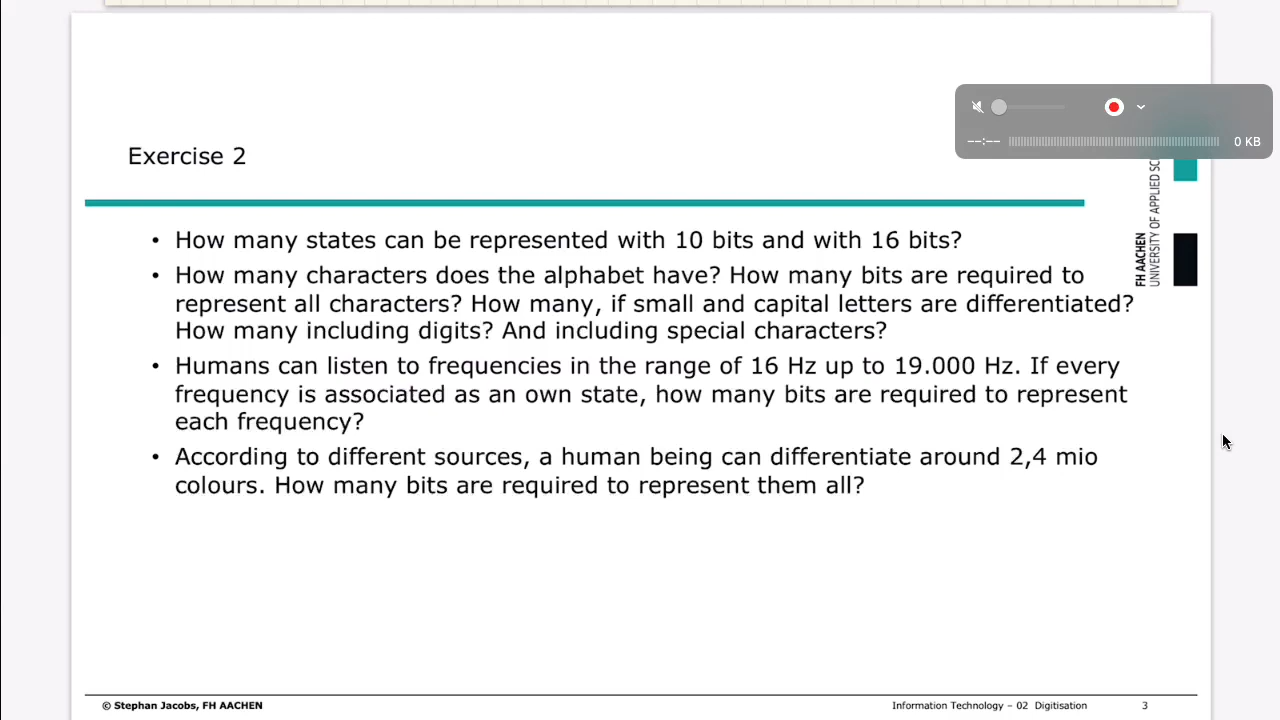 --:--
0 KB
Exercise 2
FH AACHEN
UNIVERSITY OF APPLIED
• How many states can be represented with 10 bits and with 16 bits?
• How many characters does the alphabet have? How many bits are required to
represent all characters? How many, if small and capital letters are differentiated?
How many including digits? And including special characters?
• Humans can listen to frequencies in the range of 16 Hz up to 19.000 Hz. If every
frequency is associated as an own state, how many bits are required to represent
each frequency?
• According to different sources, a human being can differentiate around 2,4 mio
colours. How many bits are required to represent them all?
© Stephan Jacobs, FH AACHEN
Information Technology – 02 Digitisation
3